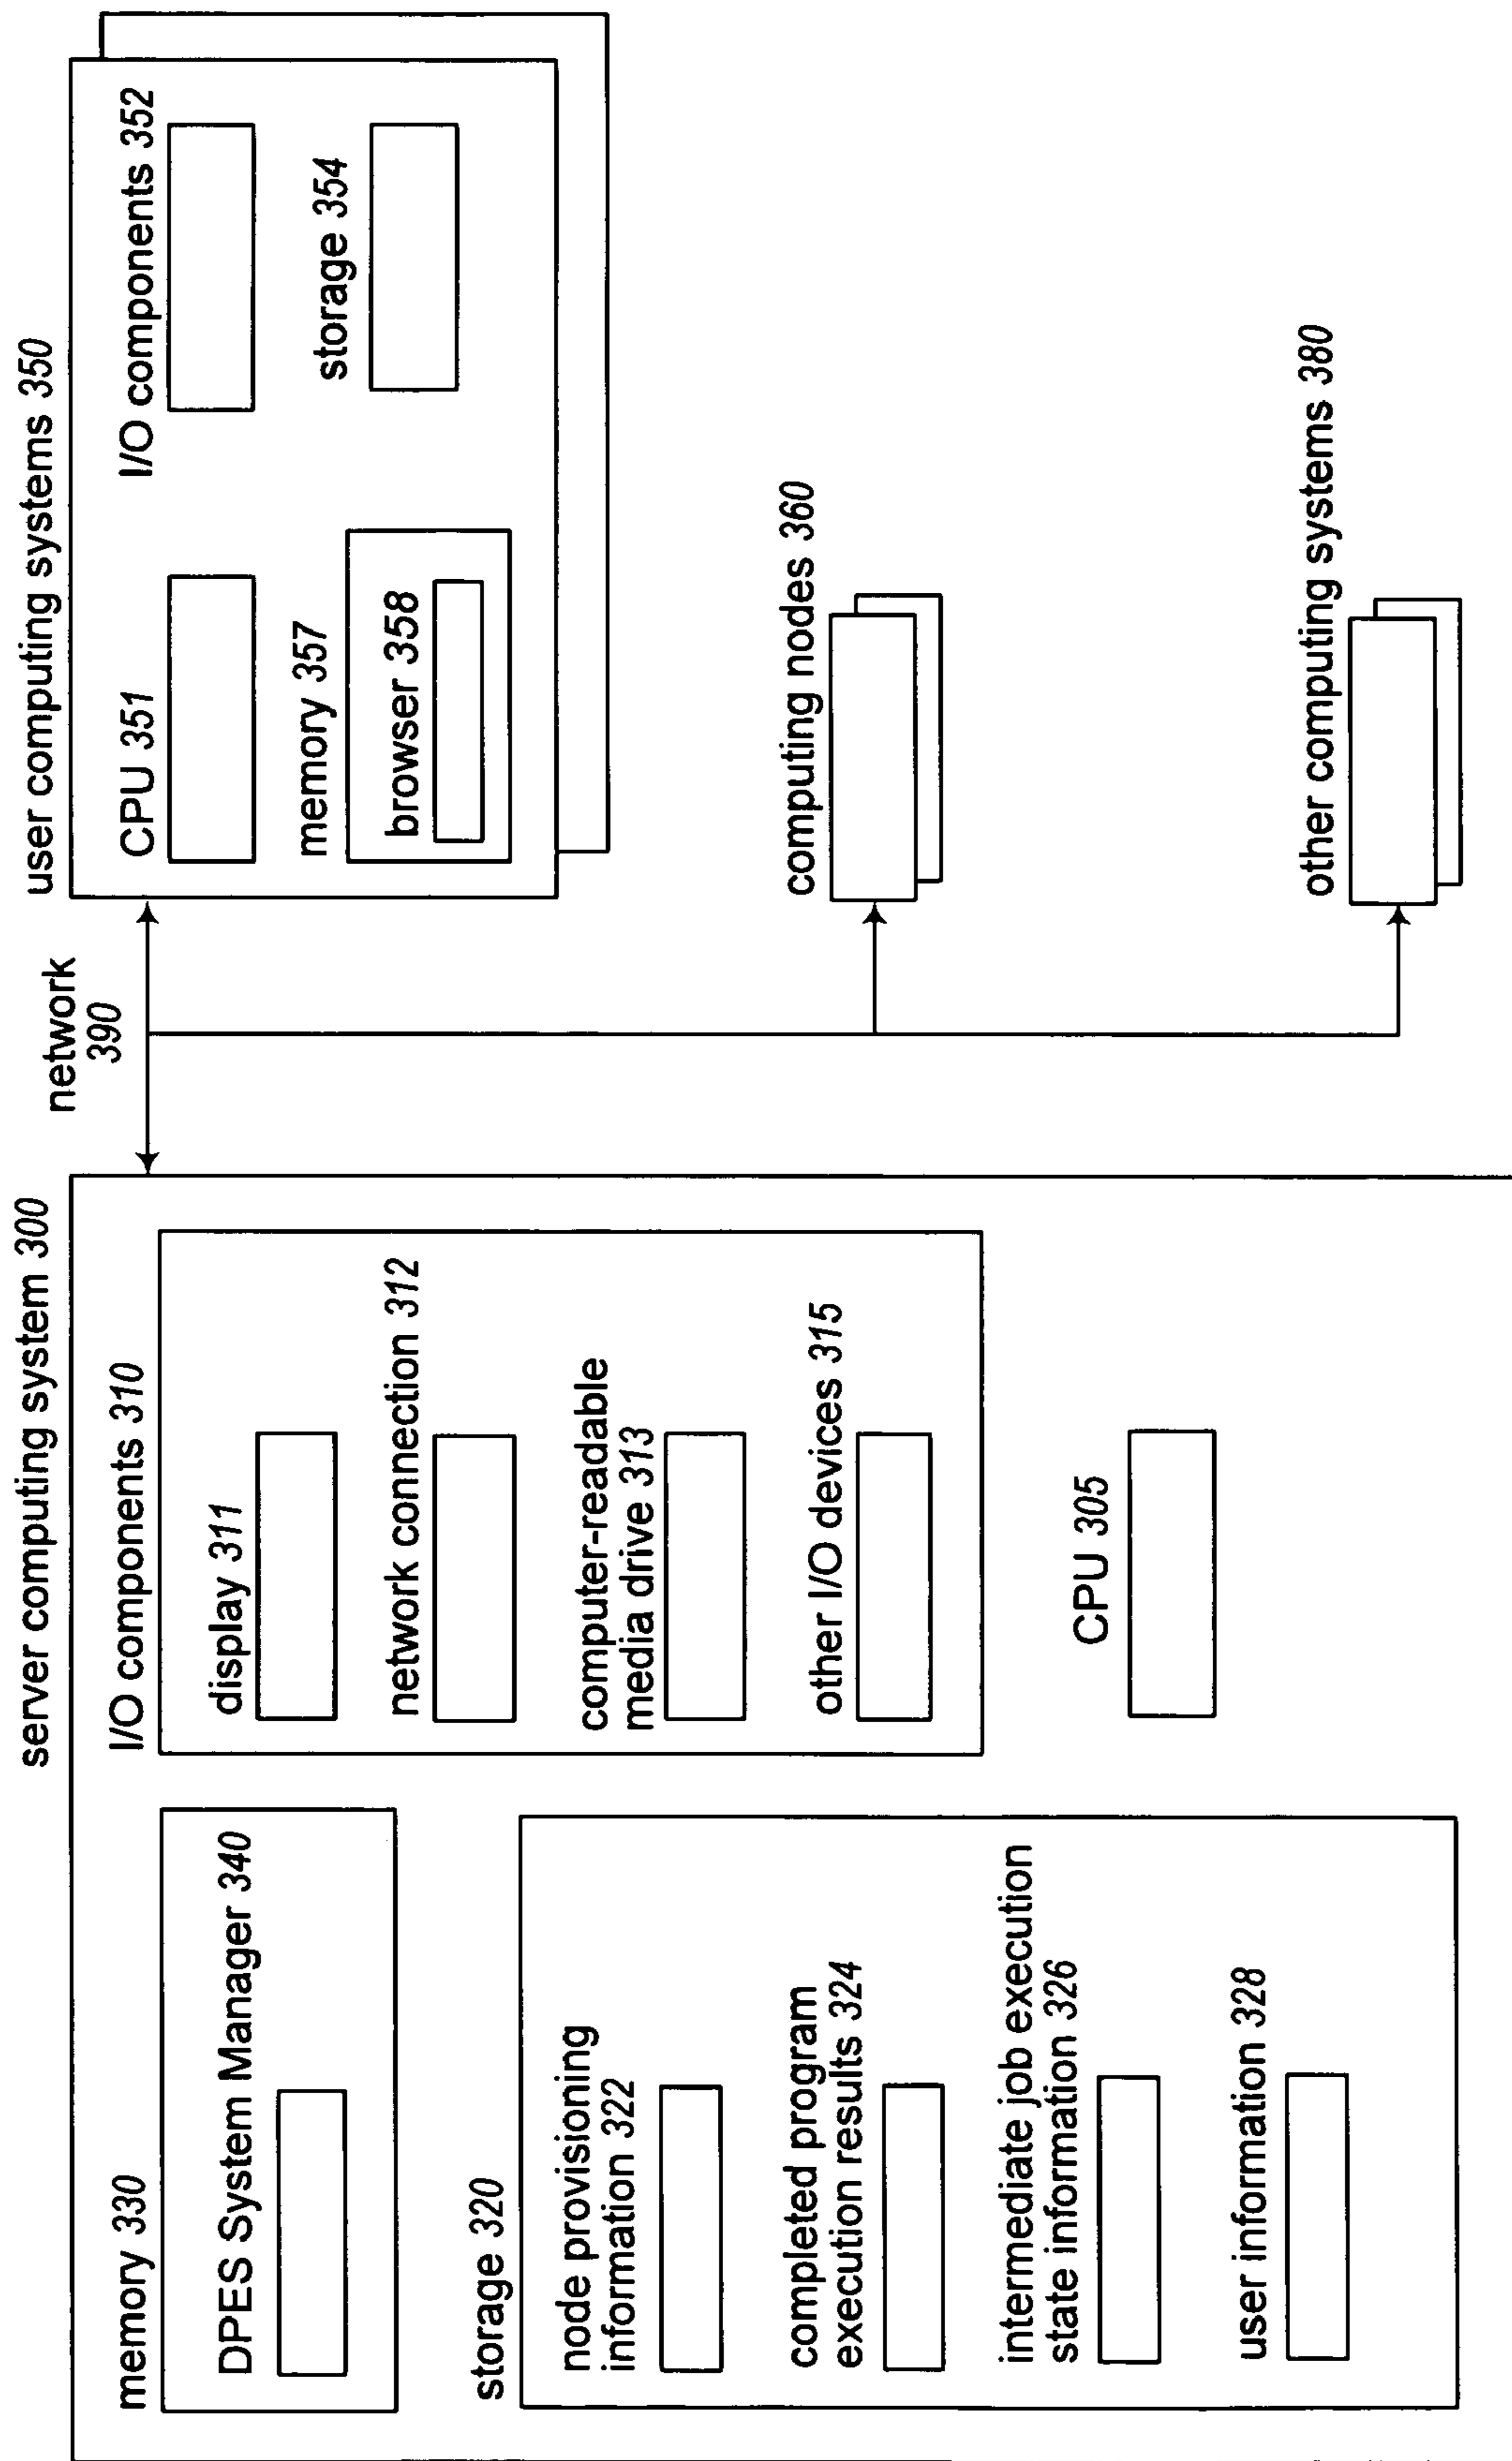 server computing system 300
memory 330
DPES System Manager 340
storage 320
node provisioning
information 322
completed program
execution results 324
intermediate job execution
state information 326
user information 328
I/O components 310
display 311
network connection 312
computer-readable
media drive 313
other I/O devices 315
CPU 305
network
390
user computing systems 350
CPU 351
I/O components 352
memory 357
browser 358
storage 354
computing nodes 360
other computing systems 380